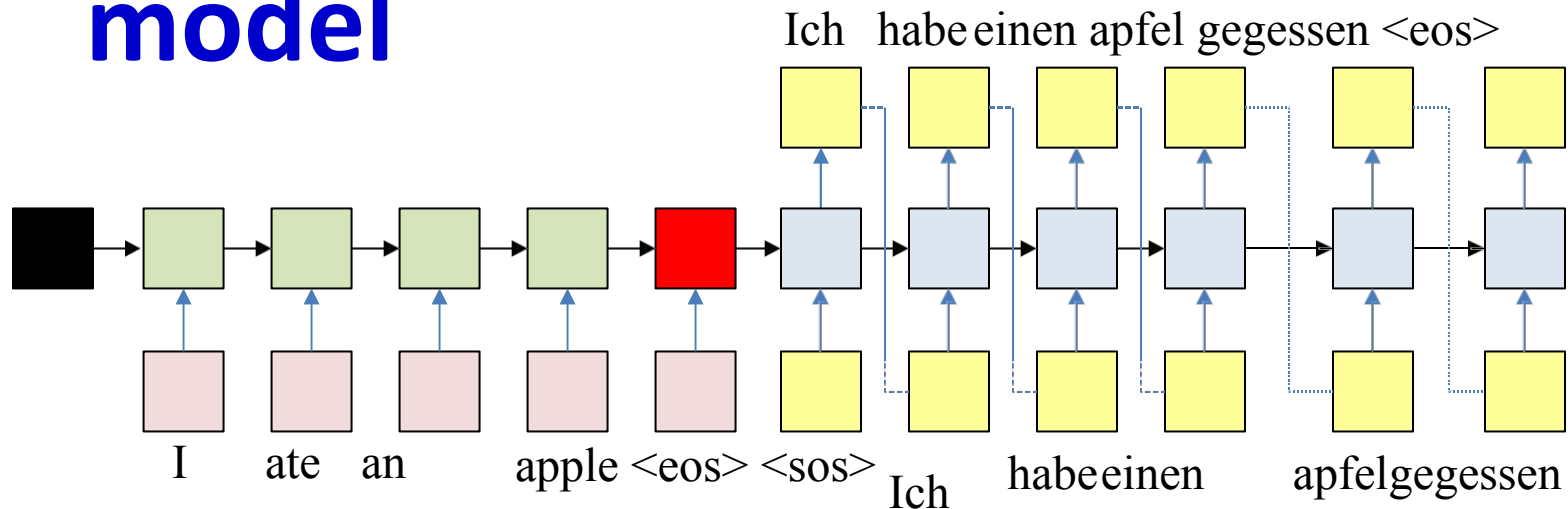 model
Ich habe einen apfel gegessen <eos>
I ate an apple <eos> <sos> Ich habe einen apfel gegessen